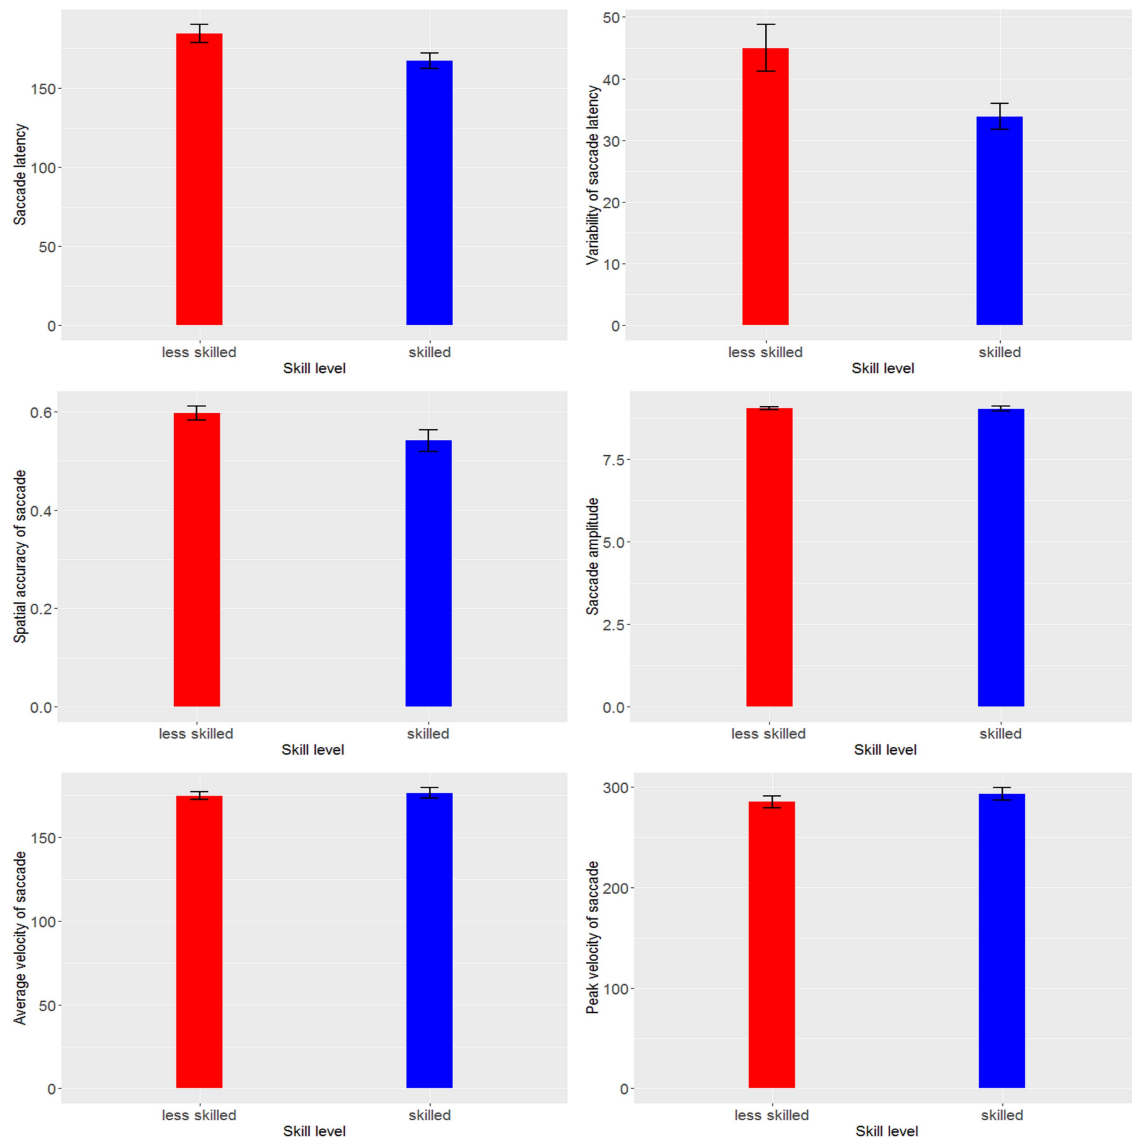 Saccade latency
150
100
50
0
less skilled
skilled
Skill level
Variability of saccade latency
50
40
30
20
10
0
less skilled
skilled
Skill level
Spatial accuracy of saccade
0.6
0.4
0.2
0.0
less skilled
skilled
Skill level
Saccade amplitude
7.5
5.0
2.5
0.0
less skilled
skilled
Skill level
Average velocity of saccade
150
100
50
0
less skilled
skilled
Skill level
Peak velocity of saccade
300
200
100
0
less skilled
skilled
Skill level